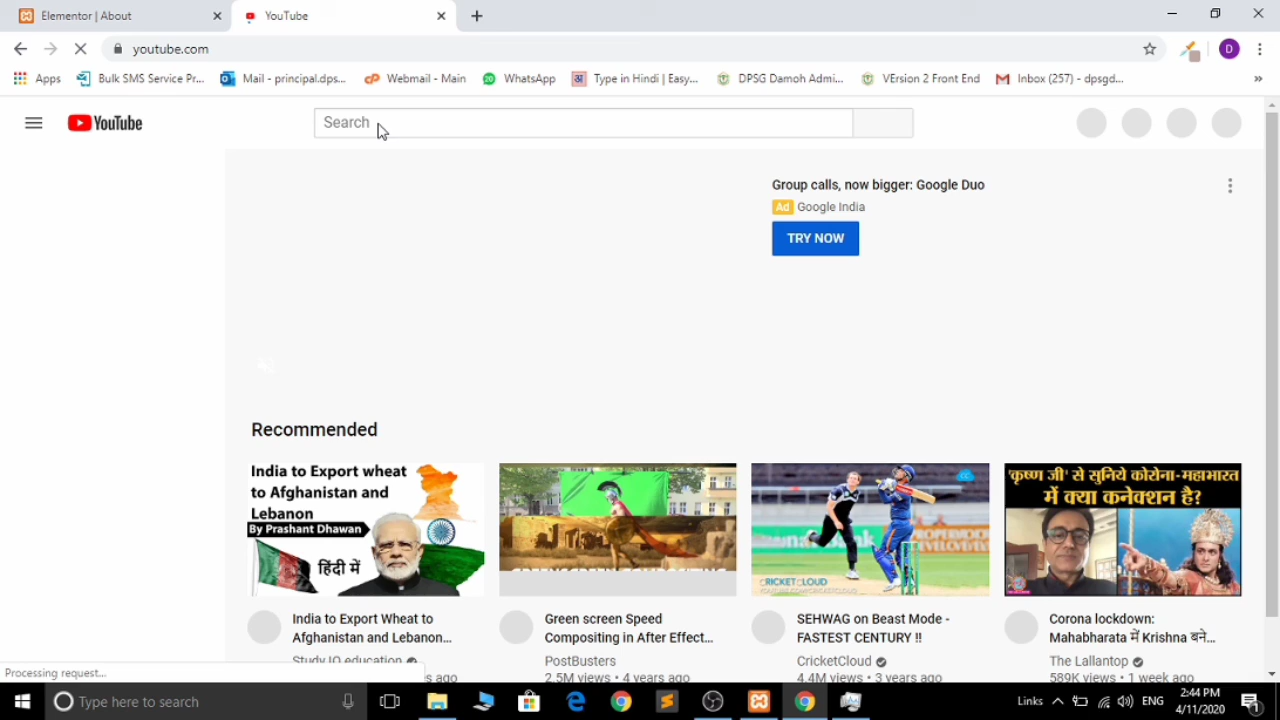 Elementor | About
YouTube
youtube.com
D
Apps
Bulk SMS Service Pr...
Mail - principal.dps...
Webmail - Main
WhatsApp
Type in Hindi | Easy...
DPSG Damoh Admi...
VErsion 2 Front End
Inbox (257) - dpsgd...
»
YouTube
Search
Group calls, now bigger: Google Duo
Ad Google India
TRY NOW
Recommended
India to Export wheat
to Afghanistan and
Lebanon
By Prashant Dhawan
हिंदी में
CRICKET CLOUD
'कृष्ण जी' से सुनिये कोरोना-महाभारत
में क्या कनेक्शन है?
India to Export Wheat to
Afghanistan and Lebanon...
Study IQ education
s ago
Green screen Speed
Compositing in After Effect...
PostBusters
2.5M views • 4 years ago
SEHWAG on Beast Mode -
FASTEST CENTURY !!
CricketCloud
4.4M views • 3 years ago
Corona lockdown:
Mahabharata में Krishna बने...
The Lallantop
589K views • 1 week ago
Processing request...
Type here to search
Links
ENG
2:44 PM
4/11/2020
1